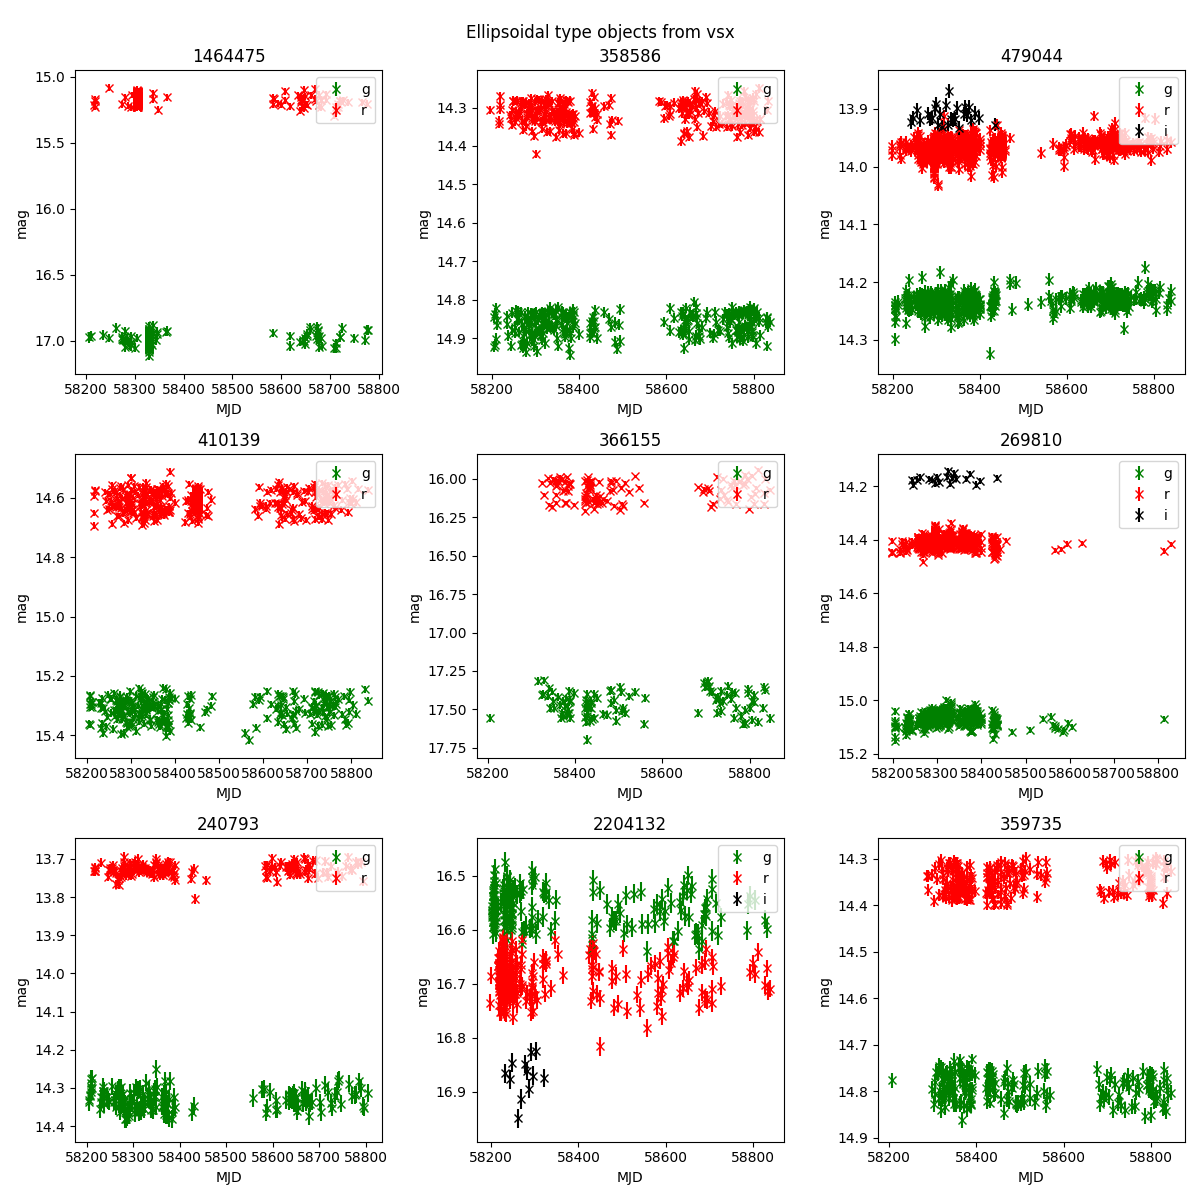 Ellipsoidal type objects from vsx
1464475
15.0
15.5
16.0
16.5
17.0
mag
58200 58300 58400 58500 58600 58700 58800
MJD
g
r
358586
14.3
14.4
14.5
14.6
14.7
14.8
14.9
mag
58200 58400 58600 58800
MJD
g
r
479044
13.9
14.0
14.1
14.2
14.3
mag
58200 58400 58600 58800
MJD
g
r
i
410139
14.6
14.8
15.0
15.2
15.4
mag
58200 58300 58400 58500 58600 58700 58800
MJD
g
r
366155
16.00
16.25
16.50
16.75
17.00
17.25
17.50
17.75
mag
58200 58400 58600 58800
MJD
g
r
269810
14.2
14.4
14.6
14.8
15.0
15.2
mag
58200 58300 58400 58500 58600 58700 58800
MJD
g
r
i
240793
13.7
13.8
13.9
14.0
14.1
14.2
14.3
14.4
mag
58200 58300 58400 58500 58600 58700 58800
MJD
g
r
2204132
16.5
16.6
16.7
16.8
16.9
mag
58200 58400 58600 58800
MJD
g
r
i
359735
14.3
14.4
14.5
14.6
14.7
14.8
14.9
mag
58200 58400 58600 58800
MJD
g
r